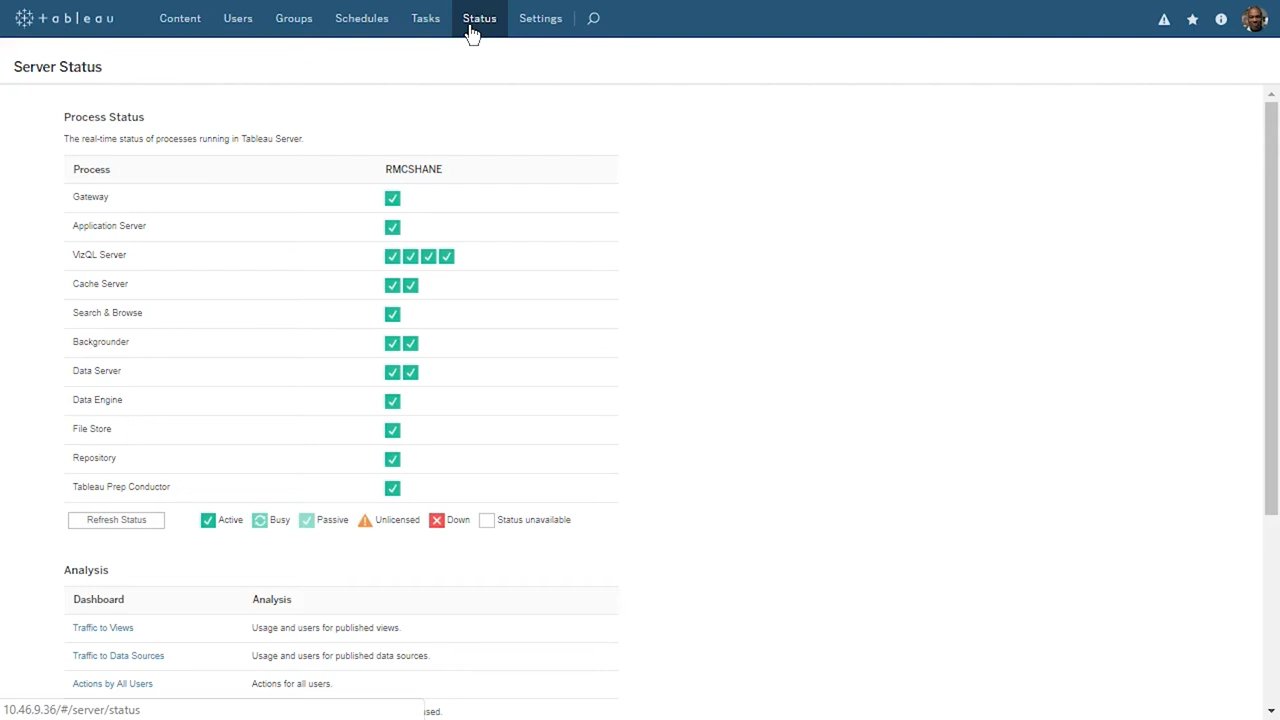 tableau Content Users Groups Schedules Tasks Status Settings
Server Status
Process Status
The real-time status of processes running in Tableau Server.
Process RMCSHANE
Gateway
Application Server
VizQL Server
Cache Server
Search & Browse
Backgrounder
Data Server
Data Engine
File Store
Repository
Tableau Prep Conductor
Refresh Status Active Busy Passive Unlicensed Down Status unavailable
Analysis
Dashboard Analysis
Traffic to Views Usage and users for published views.
Traffic to Data Sources Usage and users for published data sources.
Actions by All Users Actions for all users.
10.46.9.36/#/server/status